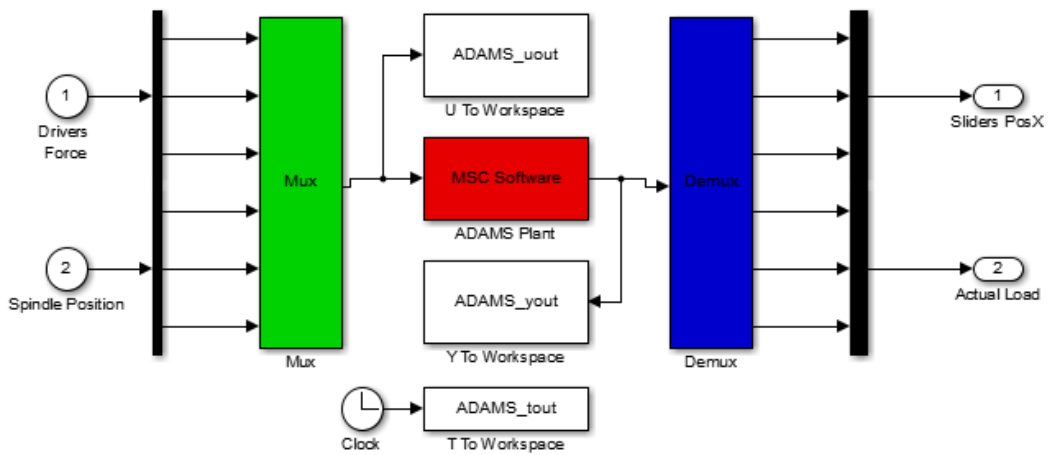 1
Drivers
Force
2
Spindle Position
Mux
Mux
ADAMS_uout
U To Workspace
MSC Software
ADAMS Plant
ADAMS_yout
Y To Workspace
Clock
ADAMS_tout
T To Workspace
Demux
Demux
1
Sliders PosX
2
Actual Load